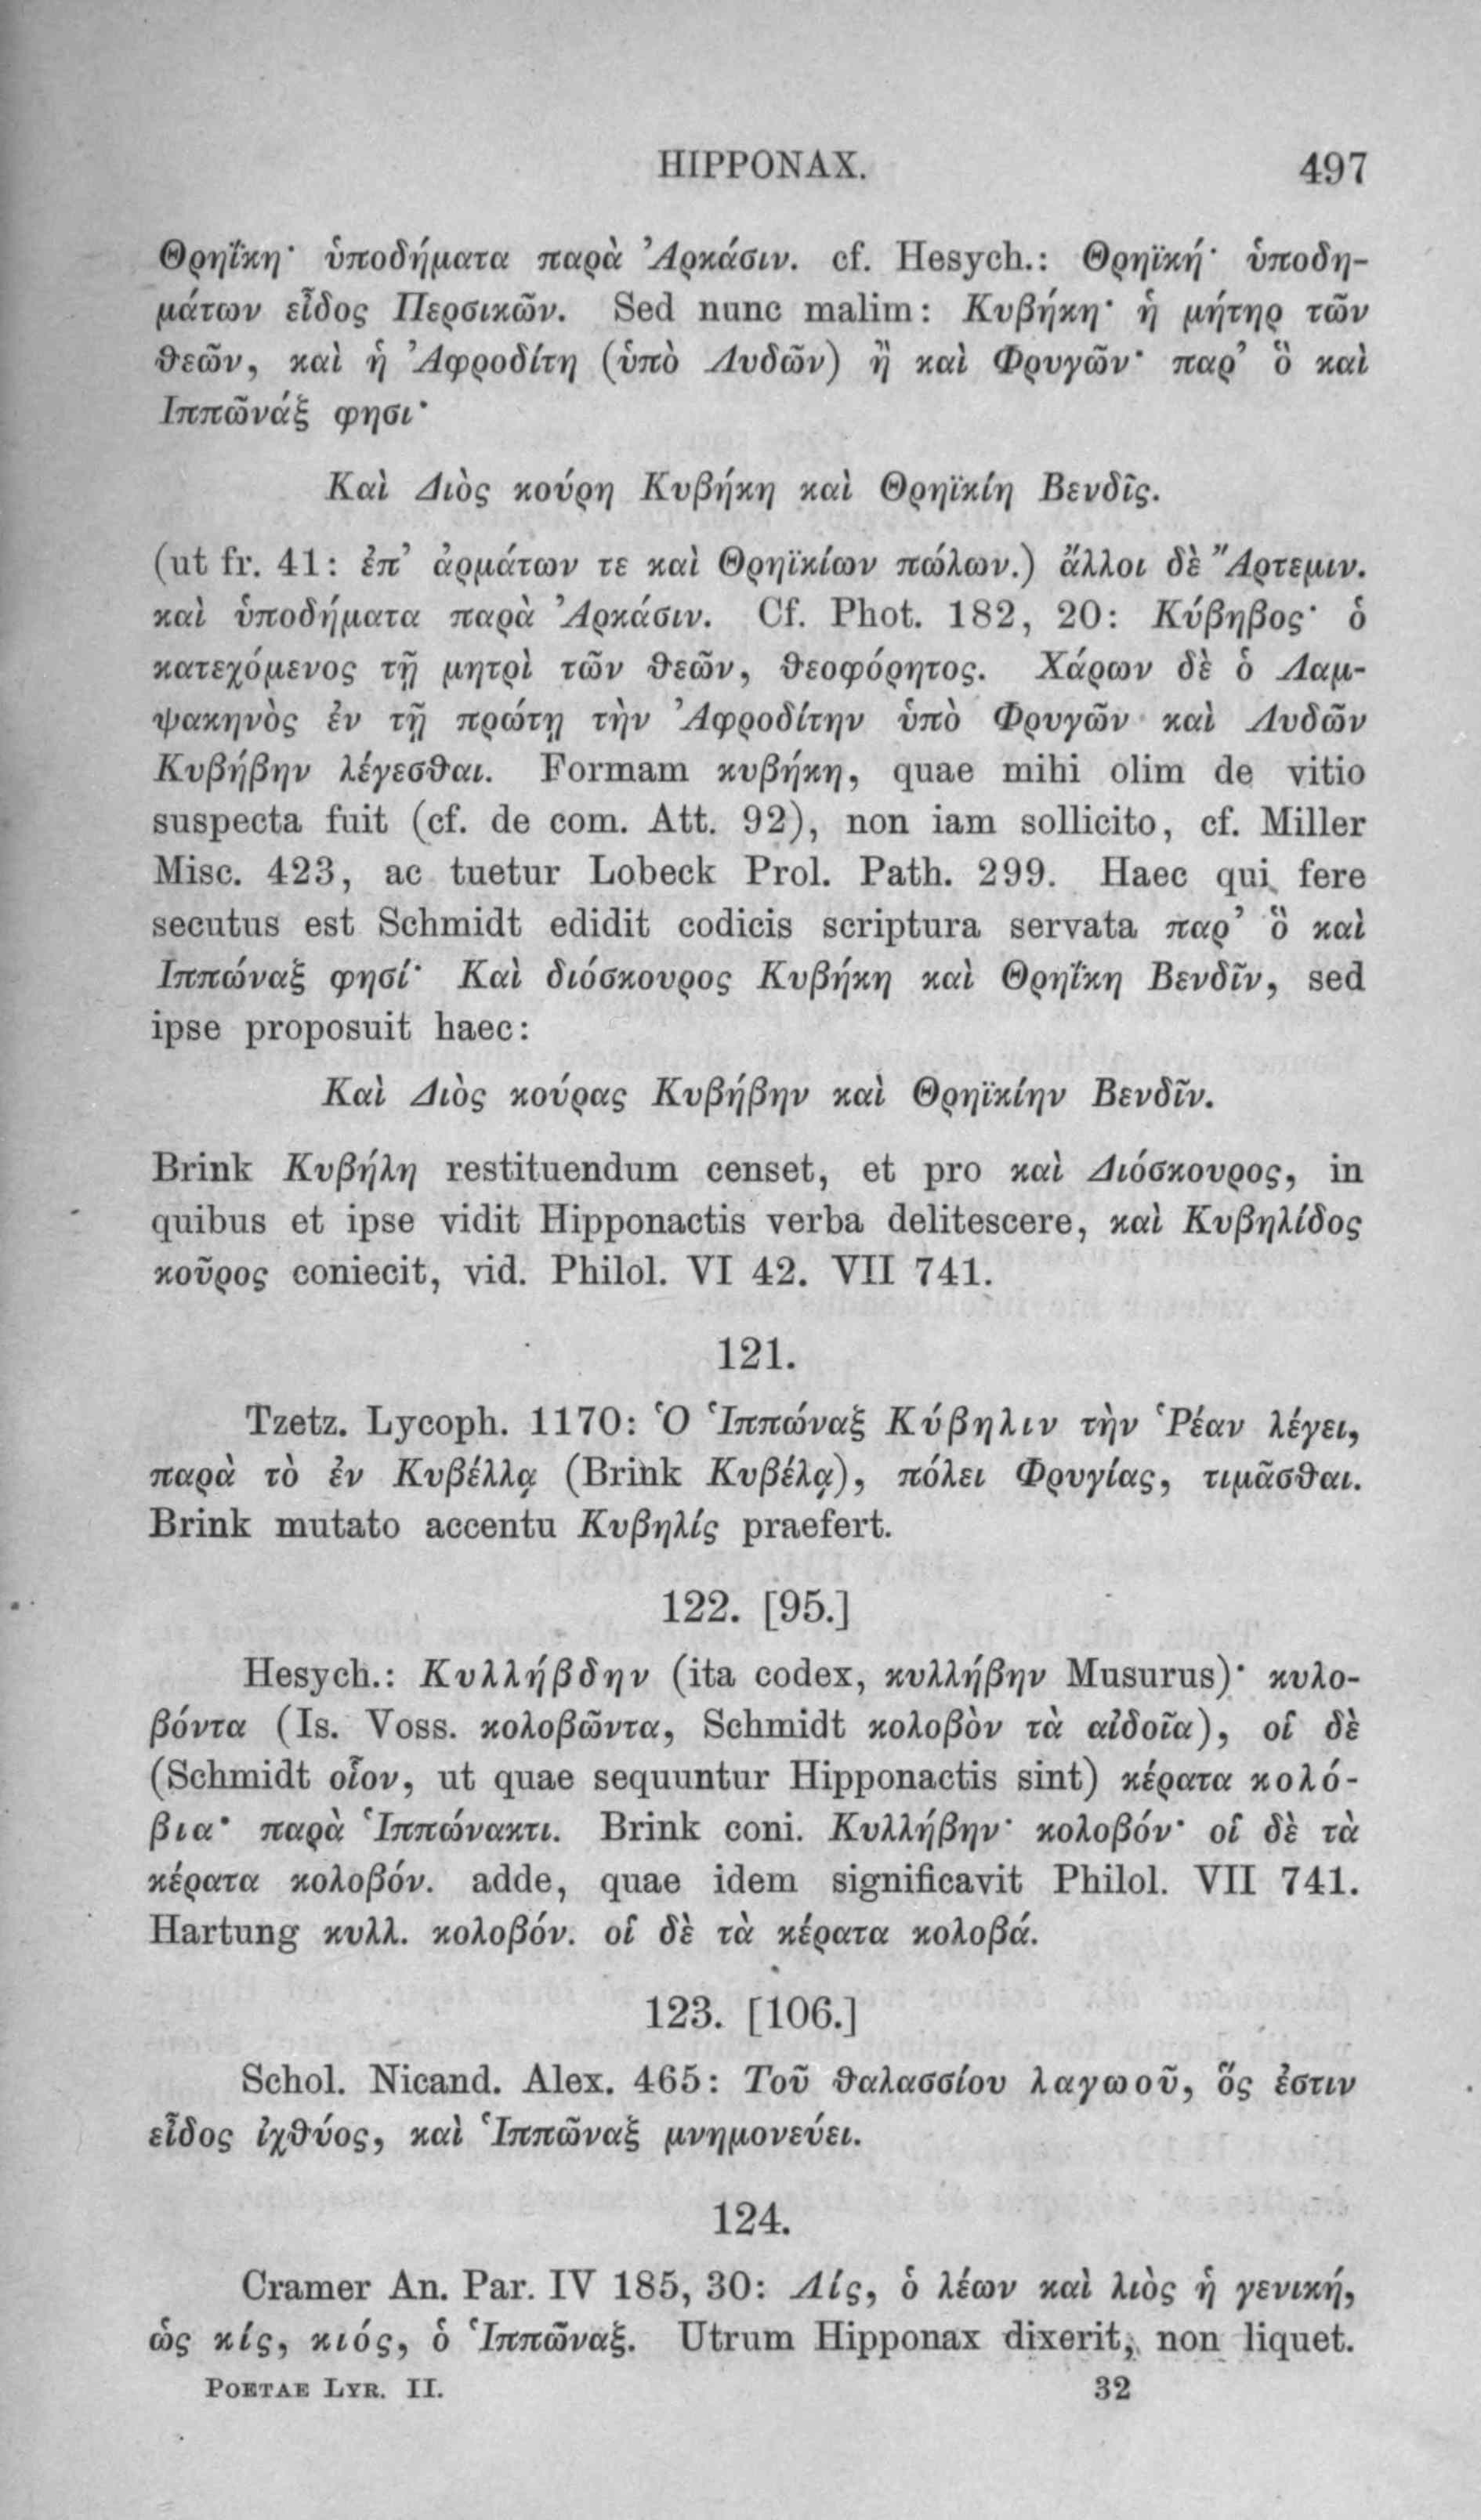 HIPPONAX. 497
Θρηΐκη· ὑποδήματα παρὰ Ἀρκάσιν. cf. Hesych.: Θρηϊκή· ὑποδη-
μάτων εἶδος Περσικῶν. Sed nunc malim: Κυβήκη· ἡ μήτηρ τῶν
θεῶν, καὶ ἡ Ἀφροδίτη (ὑπὸ Λυδῶν) ἢ καὶ Φρυγῶν· παρ’ ὃ καὶ
Ιππῶνάξ φησι·
Καὶ Διὸς κούρη Κυβήκη καὶ Θρηϊκίη Βενδῖς.
(ut fr. 41: ἐπ’ ἁρμάτων τε καὶ Θρηϊκίων πώλων.) ἄλλοι δὲ Ἄρτεμιν.
καὶ ὑποδήματα παρὰ Ἀρκάσιν. Cf. Phot. 182, 20: Κύβηβος· ὁ
κατεχόμενος τῇ μητρὶ τῶν θεῶν, θεοφόρητος. Χάρων δὲ ὁ Λαμ-
ψακηνὸς ἐν τῇ πρώτῃ τὴν Ἀφροδίτην ὑπὸ Φρυγῶν καὶ Λυδῶν
Κυβήβην λέγεσθαι. Formam κυβήκη, quae mihi olim de vitio
suspecta fuit (cf. de com. Att. 92), non iam sollicito, cf. Miller
Misc. 423, ac tuetur Lobeck Prol. Path. 299. Haec qui fere
secutus est Schmidt edidit codicis scriptura servata παρ’ ὃ καὶ
Ιππώναξ φησί· Καὶ διόσκουρος Κυβήκη καὶ Θρηΐκη Βενδῖν, sed
ipse proposuit haec:
Καὶ Διὸς κούρας Κυβήβην καὶ Θρηϊκίην Βενδῖν.
Brink Κυβήλη restituendum censet, et pro καὶ Διόσκουρος, in
quibus et ipse vidit Hipponactis verba delitescere, καὶ Κυβηλίδος
κοῦρος coniecit, vid. Philol. VI 42. VII 741.
121.
Tzetz. Lycoph. 1170: Ὁ Ἱππώναξ Κύβηλιν τὴν Ῥέαν λέγει,
παρὰ τὸ ἐν Κυβέλλᾳ (Brink Κυβέλᾳ), πόλει Φρυγίας, τιμᾶσθαι.
Brink mutato accentu Κυβηλίς praefert.
122. [95.]
Hesych.: Κυλλήβδην (ita codex, κυλλήβην Musurus)· κυλο-
βόντα (Is. Voss. κολοβῶντα, Schmidt κολοβὸν τὰ αἰδοῖα), οἱ δὲ
(Schmidt οἷον, ut quae sequuntur Hipponactis sint) κέρατα κολό-
βια· παρὰ Ἱππώνακτι. Brink coni. Κυλλήβην· κολοβόν· οἱ δὲ τὰ
κέρατα κολοβόν. adde, quae idem significavit Philol. VII 741.
Hartung κυλλ. κολοβόν. οἱ δὲ τὰ κέρατα κολοβά.
123. [106.]
Schol. Nicand. Alex. 465: Τοῦ θαλασσίου λαγωοῦ, ὅς ἐστιν
εἶδος ἰχθύος, καὶ Ἱππῶναξ μνημονεύει.
124.
Cramer An. Par. IV 185, 30: Λίς, ὁ λέων καὶ λιὸς ἡ γενική,
ὡς κίς, κιός, ὁ Ἱππῶναξ. Utrum Hipponax dixerit, non liquet.
POETAE LYR. II. 32